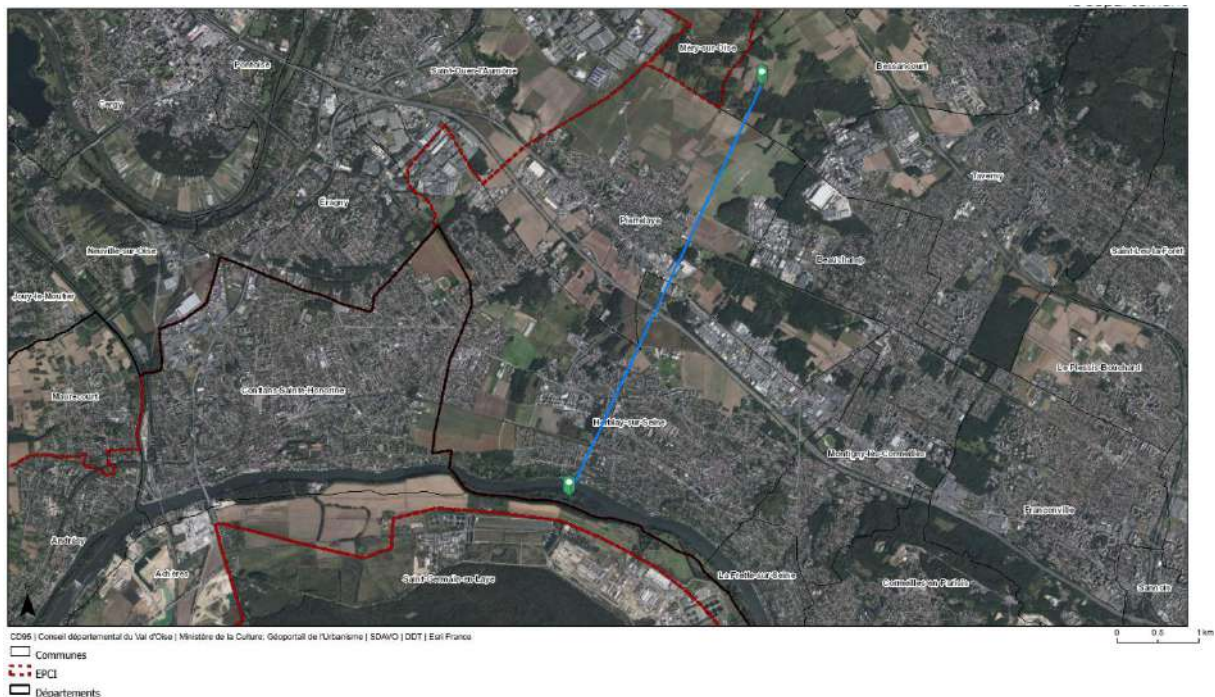 Méry-sur-Oise
Bessancourt
Saint-Ouen-l'Aumône
Pontoise
Cergy
Taverny
Éragny
Pierrelaye
Neuville-sur-Oise
Saint-Leu-la-Forêt
Beauchamp
Jouy-le-Moutier
Le Plessis-Bouchard
Conflans-Sainte-Honorine
Maurecourt
Herblay-sur-Seine
Montigny-lès-Cormeilles
Franconville
Andrésy
Achères
Saint-Germain-en-Laye
La Frette-sur-Seine
Cormeilles-en-Parisis
Sannois
CD95 | Conseil départemental du Val d'Oise | Ministère de la Culture; Géoportail de l'Urbanisme | SDAVO | DDT | Esri France
0 0.5 1 km
Communes
EPCI
Départements